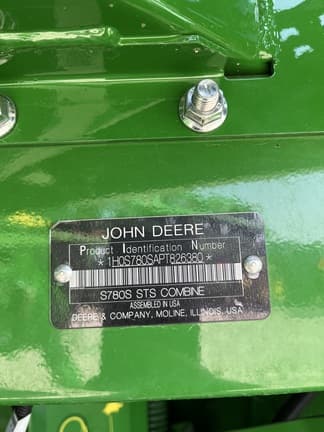 JOHN DEERE
Product Identification Number
*1H0S780SAPT826380*
S780S STS COMBINE
ASSEMBLED IN USA
DEERE & COMPANY, MOLINE, ILLINOIS, USA